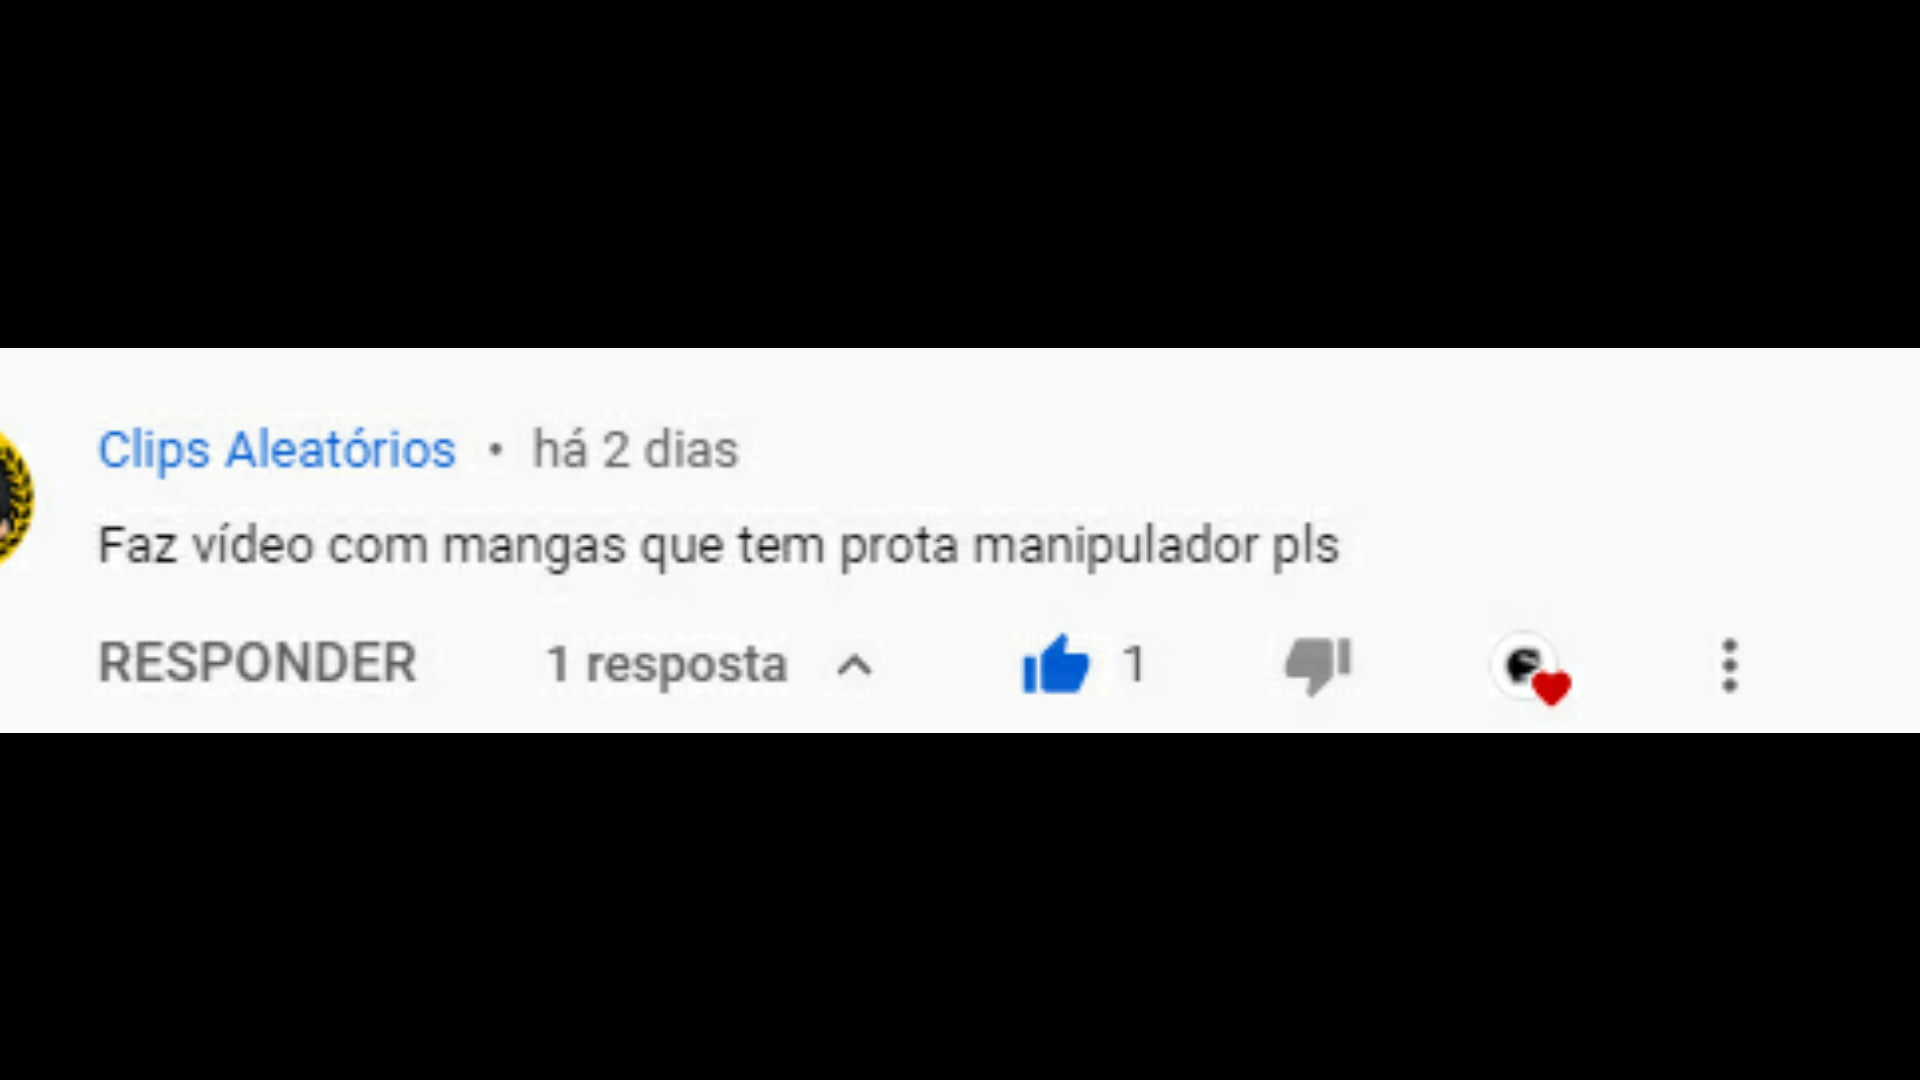 Clips Aleatórios • há 2 dias
Faz vídeo com mangas que tem prota manipulador pls
RESPONDER 1 resposta 1